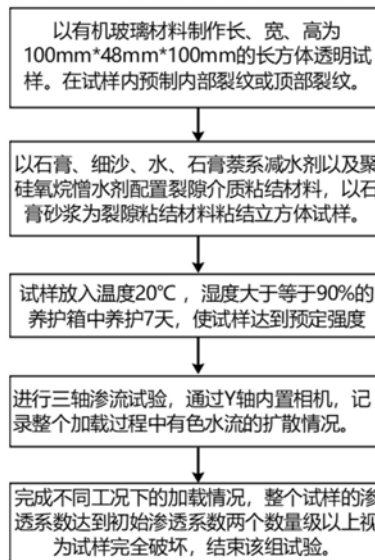 以有机玻璃材料制作长、宽、高为
100mm*48mm*100mm的长方体透明试
样。在试样内预制内部裂纹或顶部裂纹。
以石膏、细沙、水、石膏萘系减水剂以及聚
硅氧烷憎水剂配置裂隙介质粘结材料，以石
膏砂浆为裂隙粘结材料粘结立方体试样。
试样放入温度20℃ ，湿度大于等于90%的
养护箱中养护7天，使试样达到预定强度
进行三轴渗流试验，通过Y轴内置相机，记
录整个加载过程中有色水流的扩散情况。
完成不同工况下的加载情况，整个试样的渗
透系数达到初始渗透系数两个数量级以上视
为试样完全破坏，结束该组试验。